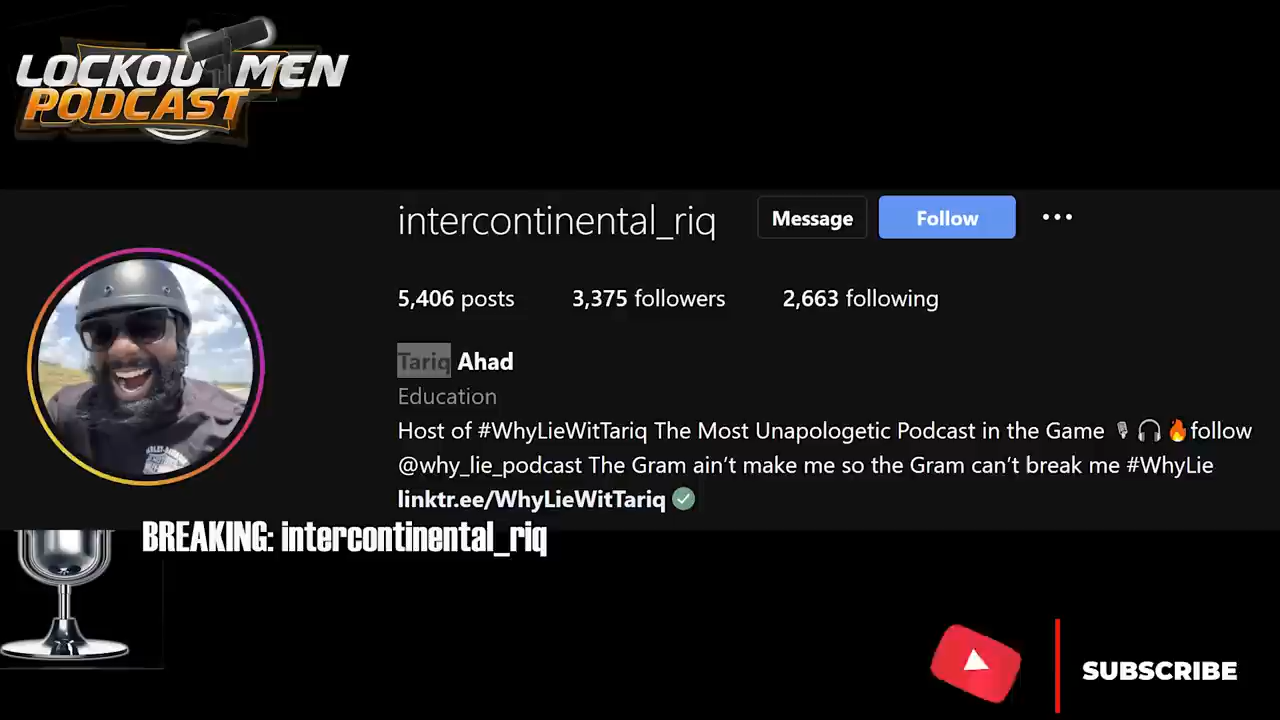 LOCKOU MEN
PODCAST
intercontinental_riq
Message
Follow
5,406 posts
3,375 followers
2,663 following
Tariq Ahad
Education
Host of #WhyLieWitTariq The Most Unapologetic Podcast in the Game 🎙🎧🔥follow
@why_lie_podcast The Gram ain’t make me so the Gram can’t break me #WhyLie
linktr.ee/WhyLieWitTariq ✅
BREAKING: intercontinental_riq
SUBSCRIBE